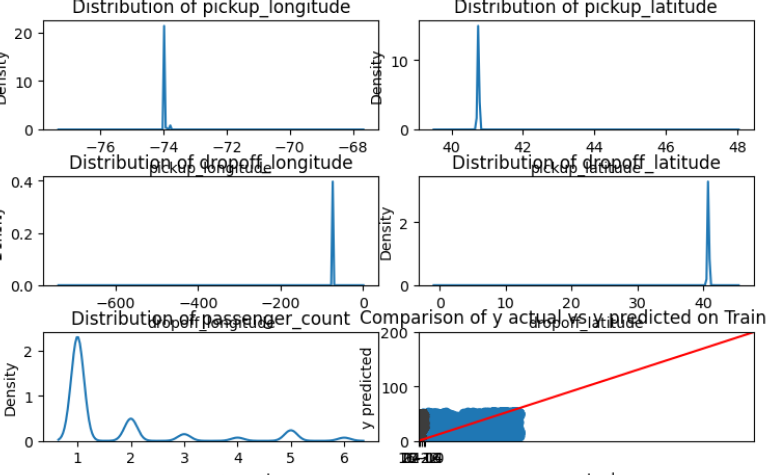 Distribution of pickup_longitude
Distribution of pickup_latitude
Density
20
10
0
−76 −74 −72 −70 −68
pickup_longitude
Density
10
0
40 42 44 46 48
pickup_latitude
Distribution of dropoff_longitude
Distribution of dropoff_latitude
Density
0.4
0.2
0.0
−600 −400 −200 0
dropoff_longitude
Density
2
0
0 10 20 30 40
dropoff_latitude
Distribution of passenger_count
Comparison of y actual vs y predicted on Train
Density
2
1
0
1 2 3 4 5 6
y predicted
200
100
0